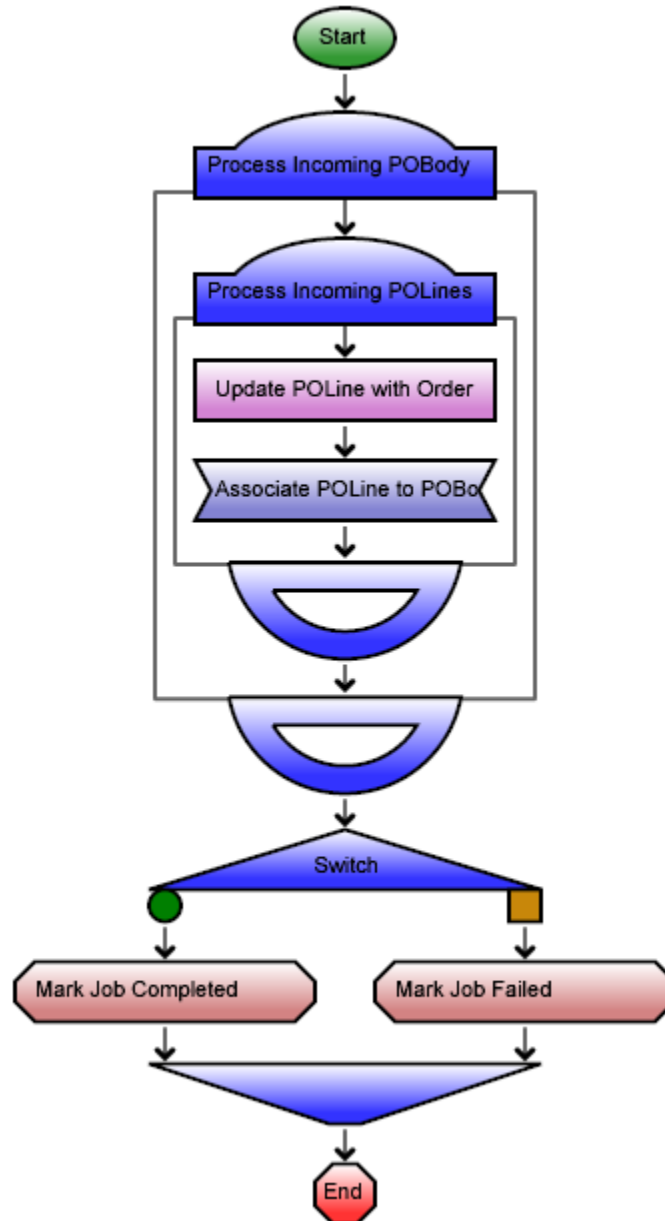 Start
Process Incoming POBody
Process Incoming POLines
Update POLine with Order
Associate POLine to POBo
Switch
Mark Job Completed
Mark Job Failed
End